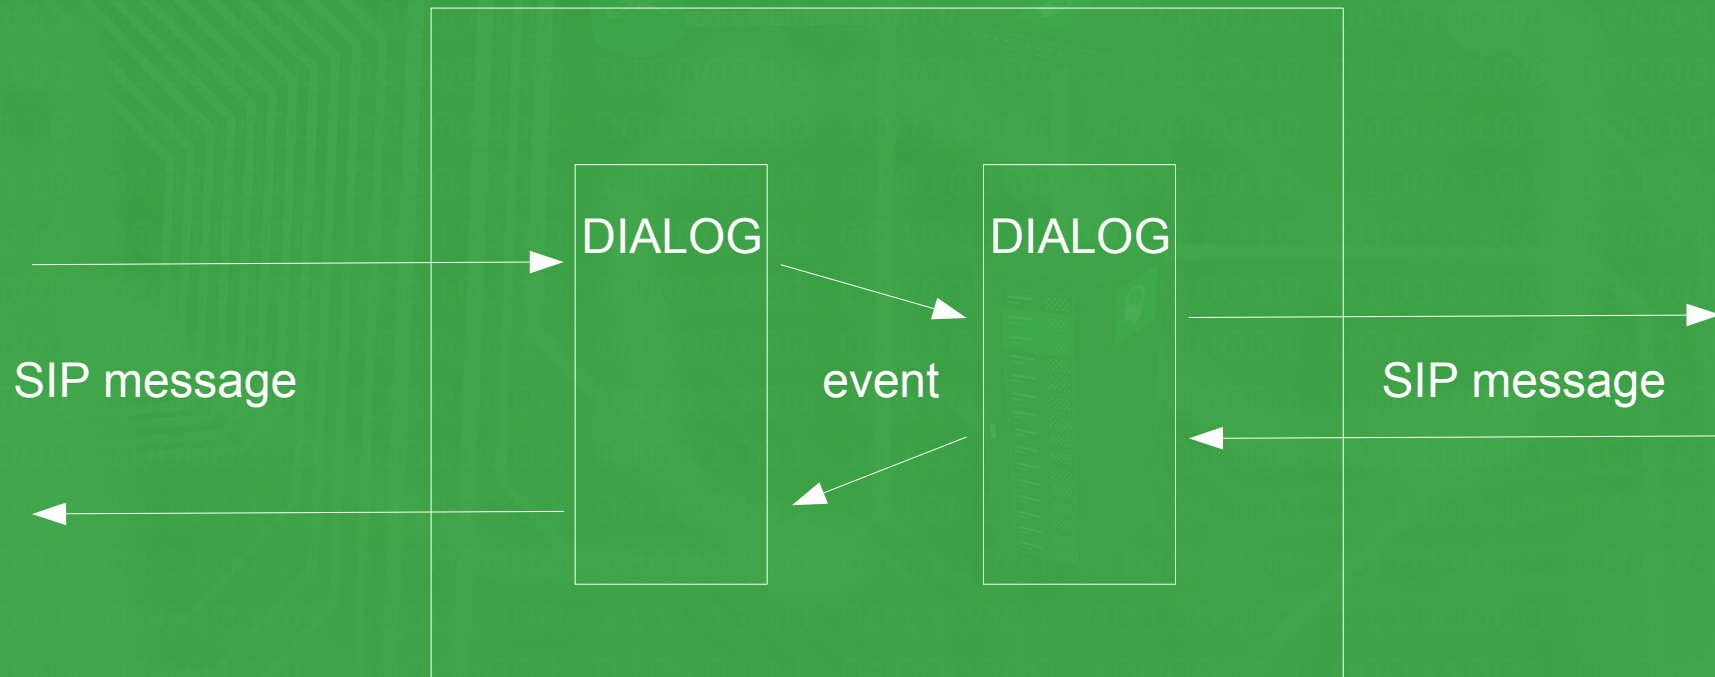 DIALOG
DIALOG
SIP message
event
SIP message